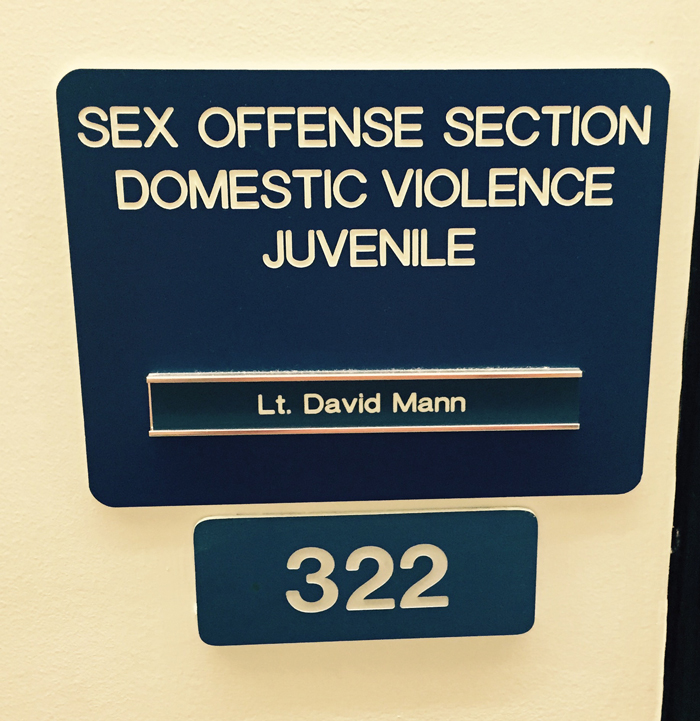 SEX OFFENSE SECTION
DOMESTIC VIOLENCE
JUVENILE
Lt. David Mann
322